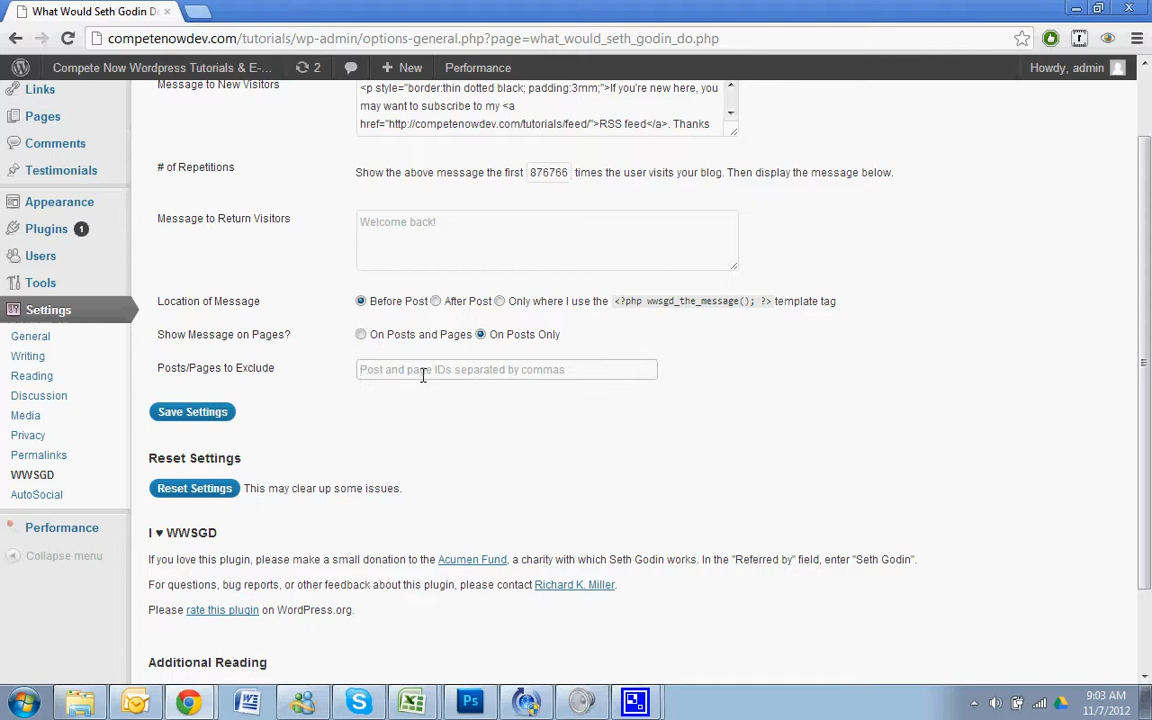 What Would Seth Godin Do
competenowdev.com/tutorials/wp-admin/options-general.php?page=what_would_seth_godin_do.php
Compete Now Wordpress Tutorials & E-... 2 + New Performance Howdy, admin
Links
Pages
Comments
Testimonials
Appearance
Plugins 1
Users
Tools
Settings
General
Writing
Reading
Discussion
Media
Privacy
Permalinks
WWSGD
AutoSocial
Performance
Collapse menu
Message to New Visitors
<p style="border:thin dotted black; padding:3mm;">If you're new here, you
may want to subscribe to my <a
href="http://competenowdev.com/tutorials/feed/">RSS feed</a>. Thanks
# of Repetitions
Show the above message the first 876766 times the user visits your blog. Then display the message below.
Message to Return Visitors
Welcome back!
Location of Message
Before Post After Post Only where I use the <?php wwsgd_the_message(); ?> template tag
Show Message on Pages?
On Posts and Pages On Posts Only
Posts/Pages to Exclude
Post and page IDs separated by commas
Save Settings
Reset Settings
Reset Settings This may clear up some issues.
I ♥ WWSGD
If you love this plugin, please make a small donation to the Acumen Fund, a charity with which Seth Godin works. In the "Referred by" field, enter "Seth Godin".
For questions, bug reports, or other feedback about this plugin, please contact Richard K. Miller.
Please rate this plugin on WordPress.org.
Additional Reading
9:03 AM
11/7/2012